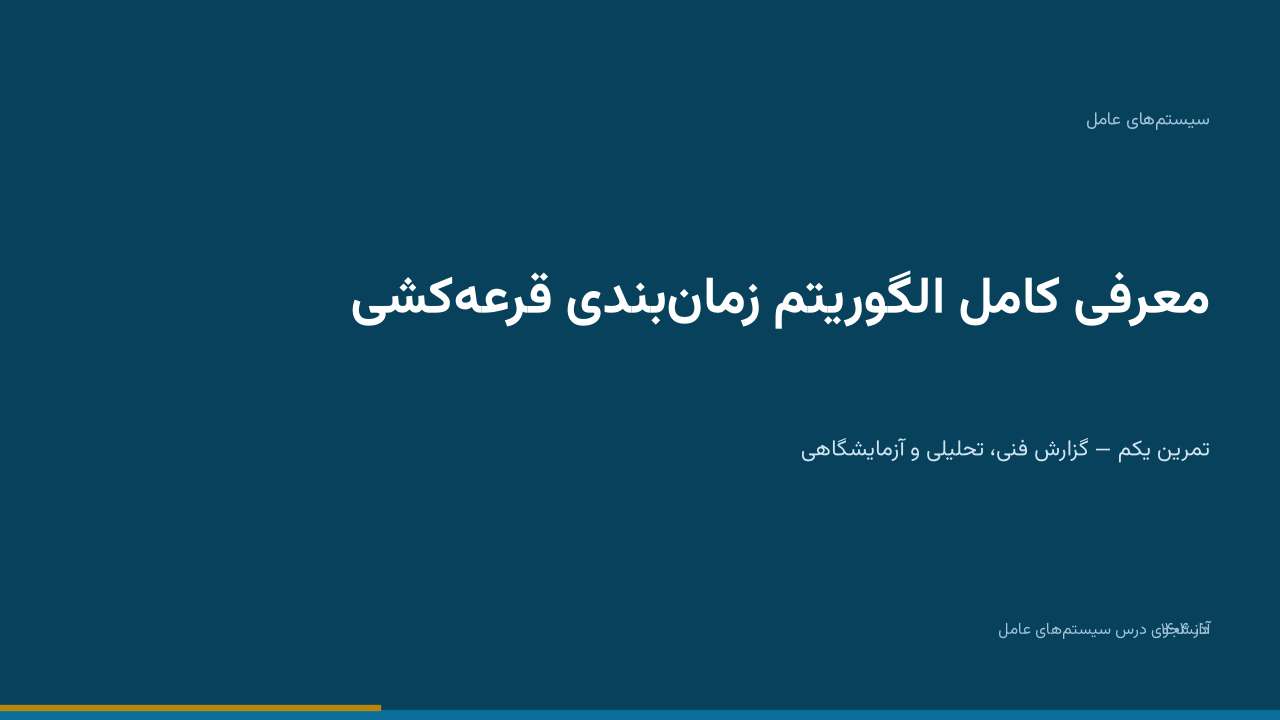 سیستم‌های عامل
معرفی کامل الگوریتم زمان‌بندی قرعه‌کشی
تمرین یکم — گزارش فنی، تحلیلی و آزمایشگاهی
دانشجوی درس سیستم‌های عامل